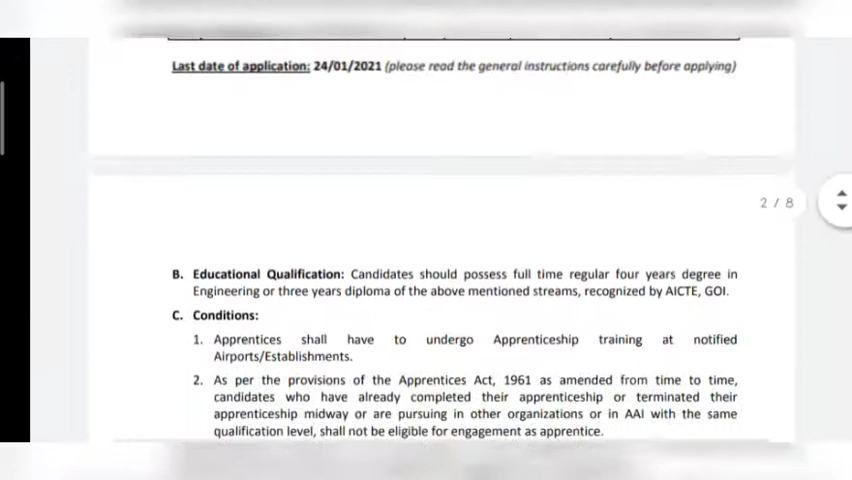 Last date of application: 24/01/2021 (please read the general instructions carefully before applying)
2 / 8
B. Educational Qualification: Candidates should possess full time regular four years degree in
Engineering or three years diploma of the above mentioned streams, recognized by AICTE, GOI.
C. Conditions:
1. Apprentices shall have to undergo Apprenticeship training at notified
Airports/Establishments.
2. As per the provisions of the Apprentices Act, 1961 as amended from time to time,
candidates who have already completed their apprenticeship or terminated their
apprenticeship midway or are pursuing in other organizations or in AAI with the same
qualification level, shall not be eligible for engagement as apprentice.